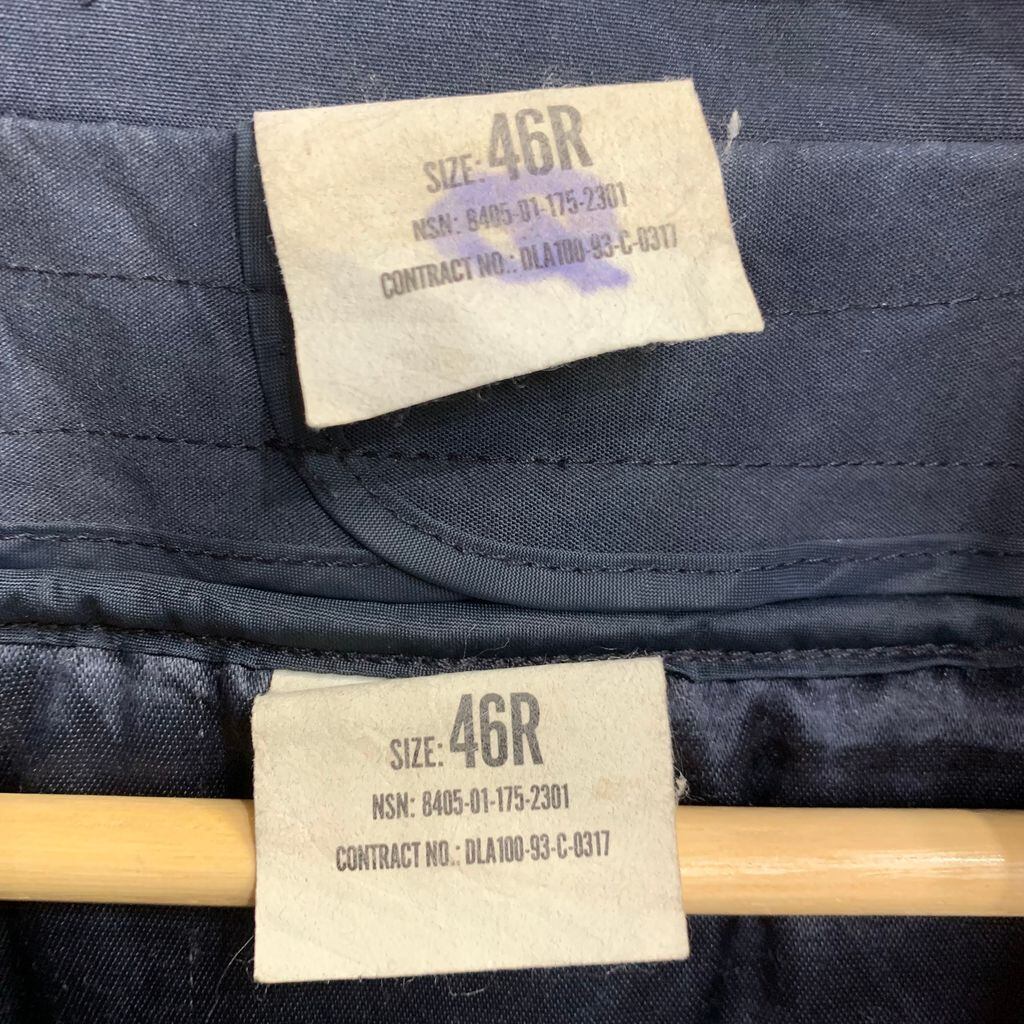 SIZE: 46R
NSN: 8405-01-175-2301
CONTRACT NO.: DLA100-93-C-0317
SIZE: 46R
NSN: 8405-01-175-2301
CONTRACT NO.: DLA100-93-C-0317